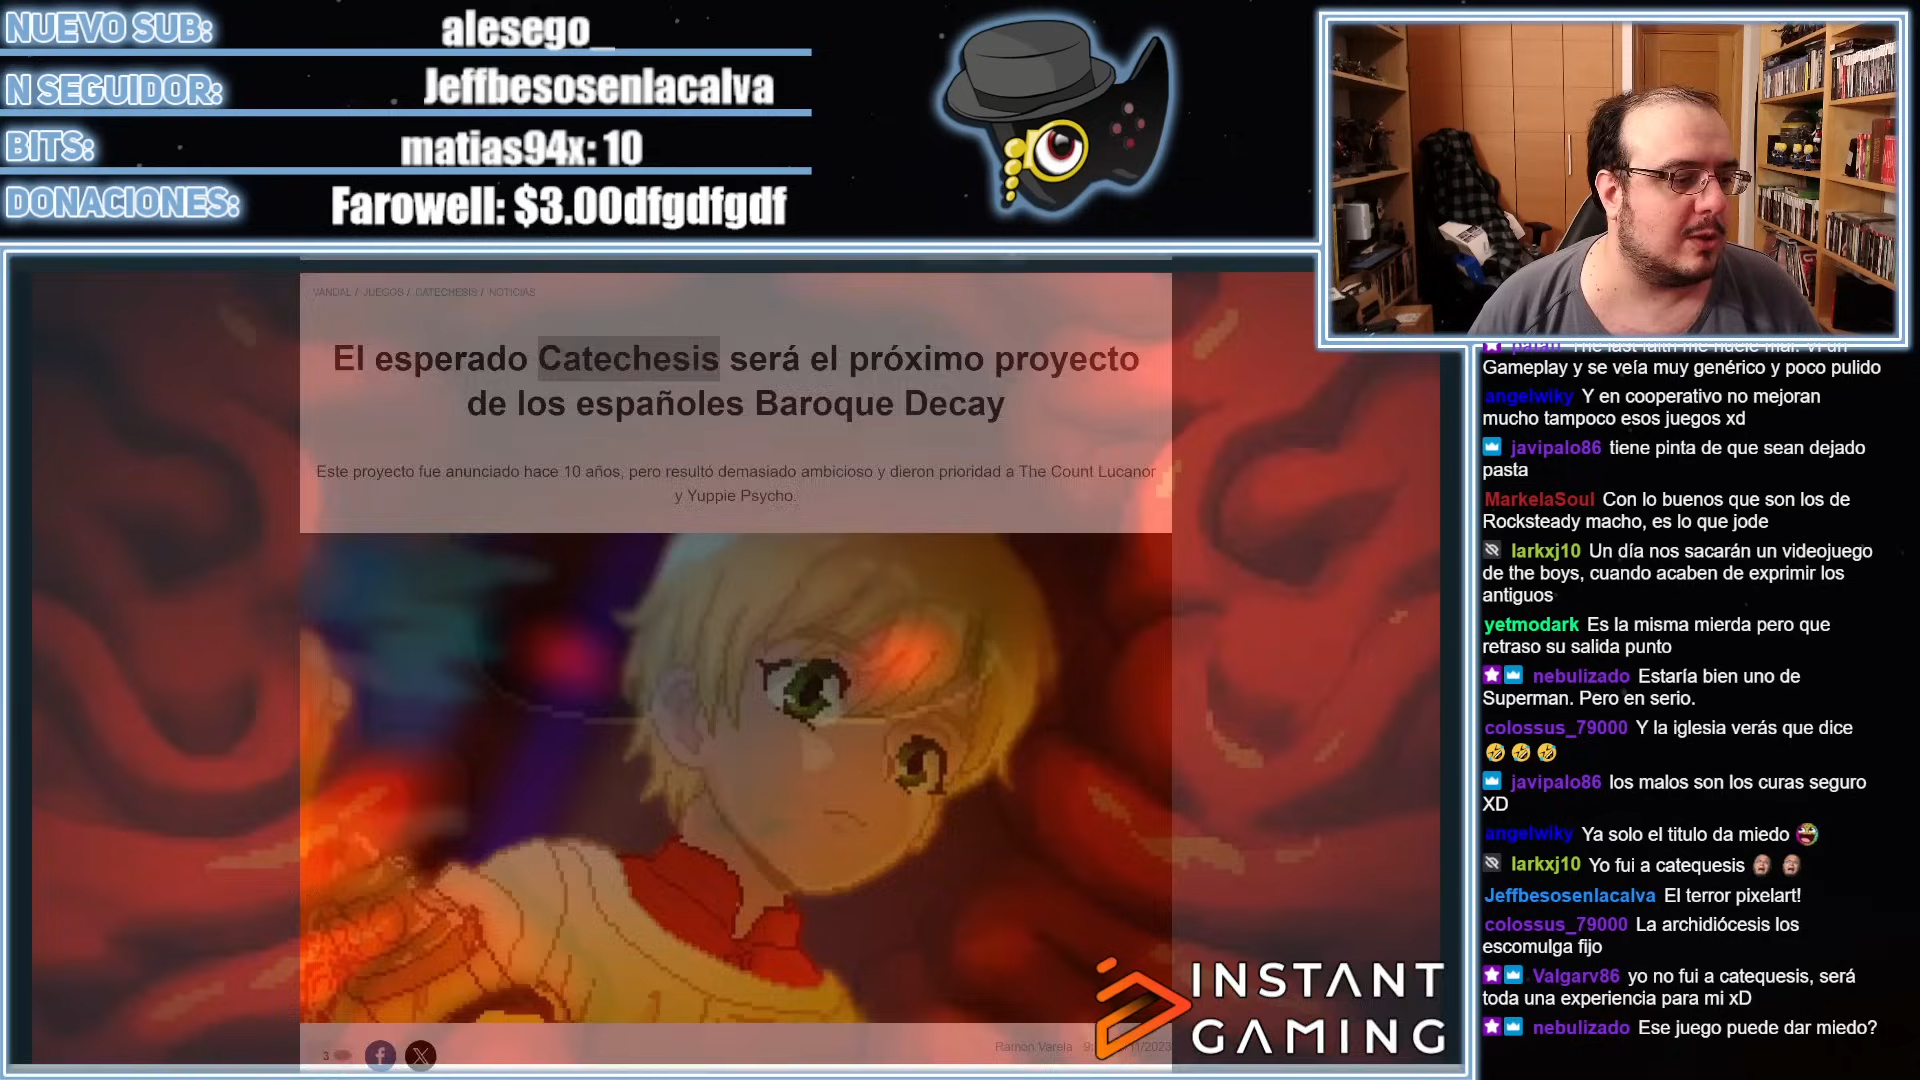 NUEVO SUB: alesego_
N SEGUIDOR: Jeffbesosenlacalva
BITS: matias94x: 10
DONACIONES: Farowell: $3.00dfgdfgdf
VANDAL / JUEGOS / CATECHESIS / NOTICIAS
El esperado Catechesis será el próximo proyecto
de los españoles Baroque Decay
Este proyecto fue anunciado hace 10 años, pero resultó demasiado ambicioso y dieron prioridad a The Count Lucanor
y Yuppie Psycho.
3
Ramón Varela
INSTANT
GAMING
Gameplay y se veía muy genérico y poco pulido
angelwiky Y en cooperativo no mejoran
mucho tampoco esos juegos xd
javipalo86 tiene pinta de que sean dejado
pasta
MarkelaSoul Con lo buenos que son los de
Rocksteady macho, es lo que jode
larkxj10 Un día nos sacarán un videojuego
de the boys, cuando acaben de exprimir los
antiguos
yetmodark Es la misma mierda pero que
retraso su salida punto
nebulizado Estaría bien uno de
Superman. Pero en serio.
colossus_79000 Y la iglesia verás que dice
🤣 🤣 🤣
javipalo86 los malos son los curas seguro
XD
angelwiky Ya solo el titulo da miedo
larkxj10 Yo fui a catequesis
Jeffbesosenlacalva El terror pixelart!
colossus_79000 La archidiócesis los
escomulga fijo
Valgarv86 yo no fui a catequesis, será
toda una experiencia para mi xD
nebulizado Ese juego puede dar miedo?